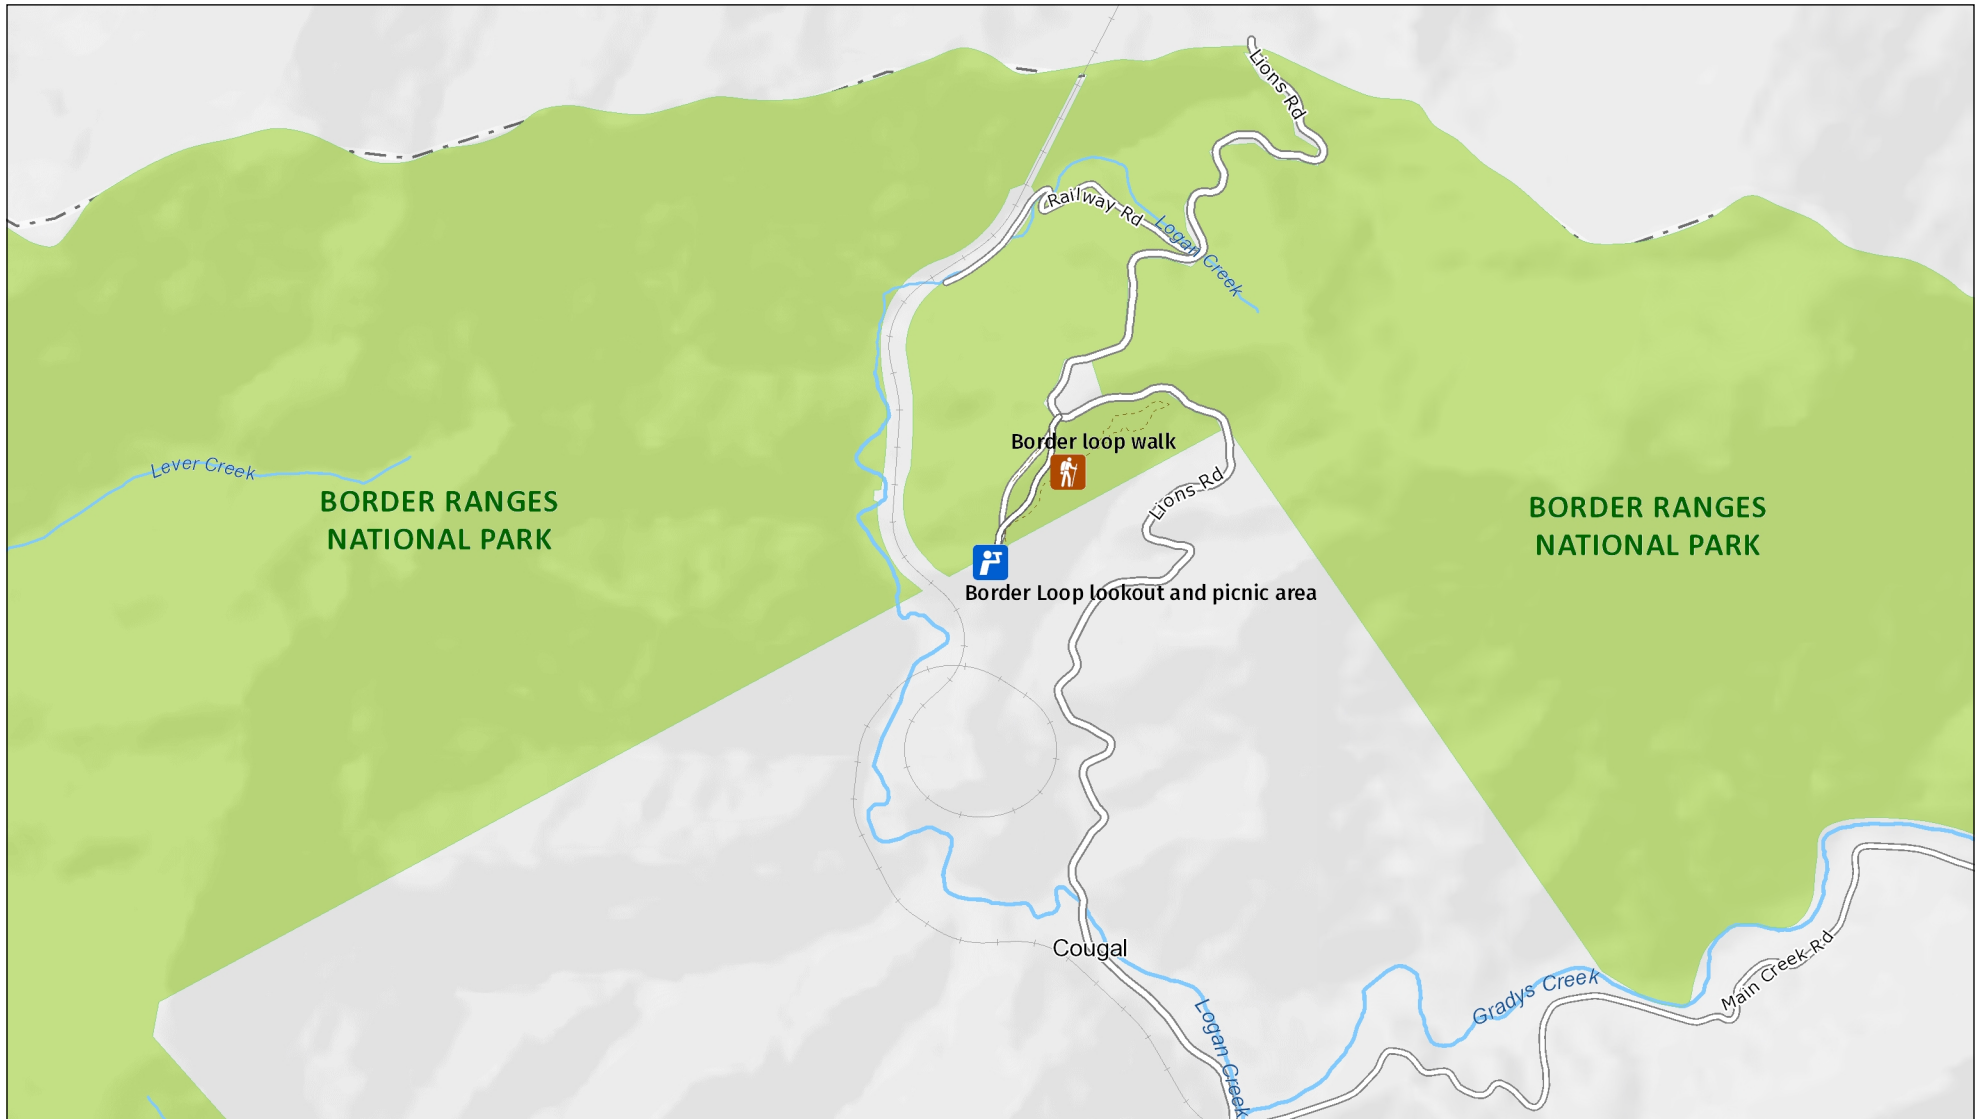 Lions Rd
Railway Rd
Logan Creek
Border loop walk
Lever Creek
BORDER RANGES
NATIONAL PARK
Lions Rd
BORDER RANGES
NATIONAL PARK
Border Loop lookout and picnic area
Cougal
Main Creek Rd
Gradys Creek
Logan Creek